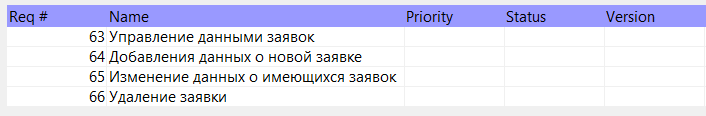 Req # Name Priority Status Version
63 Управление данными заявок
64 Добавления данных о новой заявке
65 Изменение данных о имеющихся заявок
66 Удаление заявки